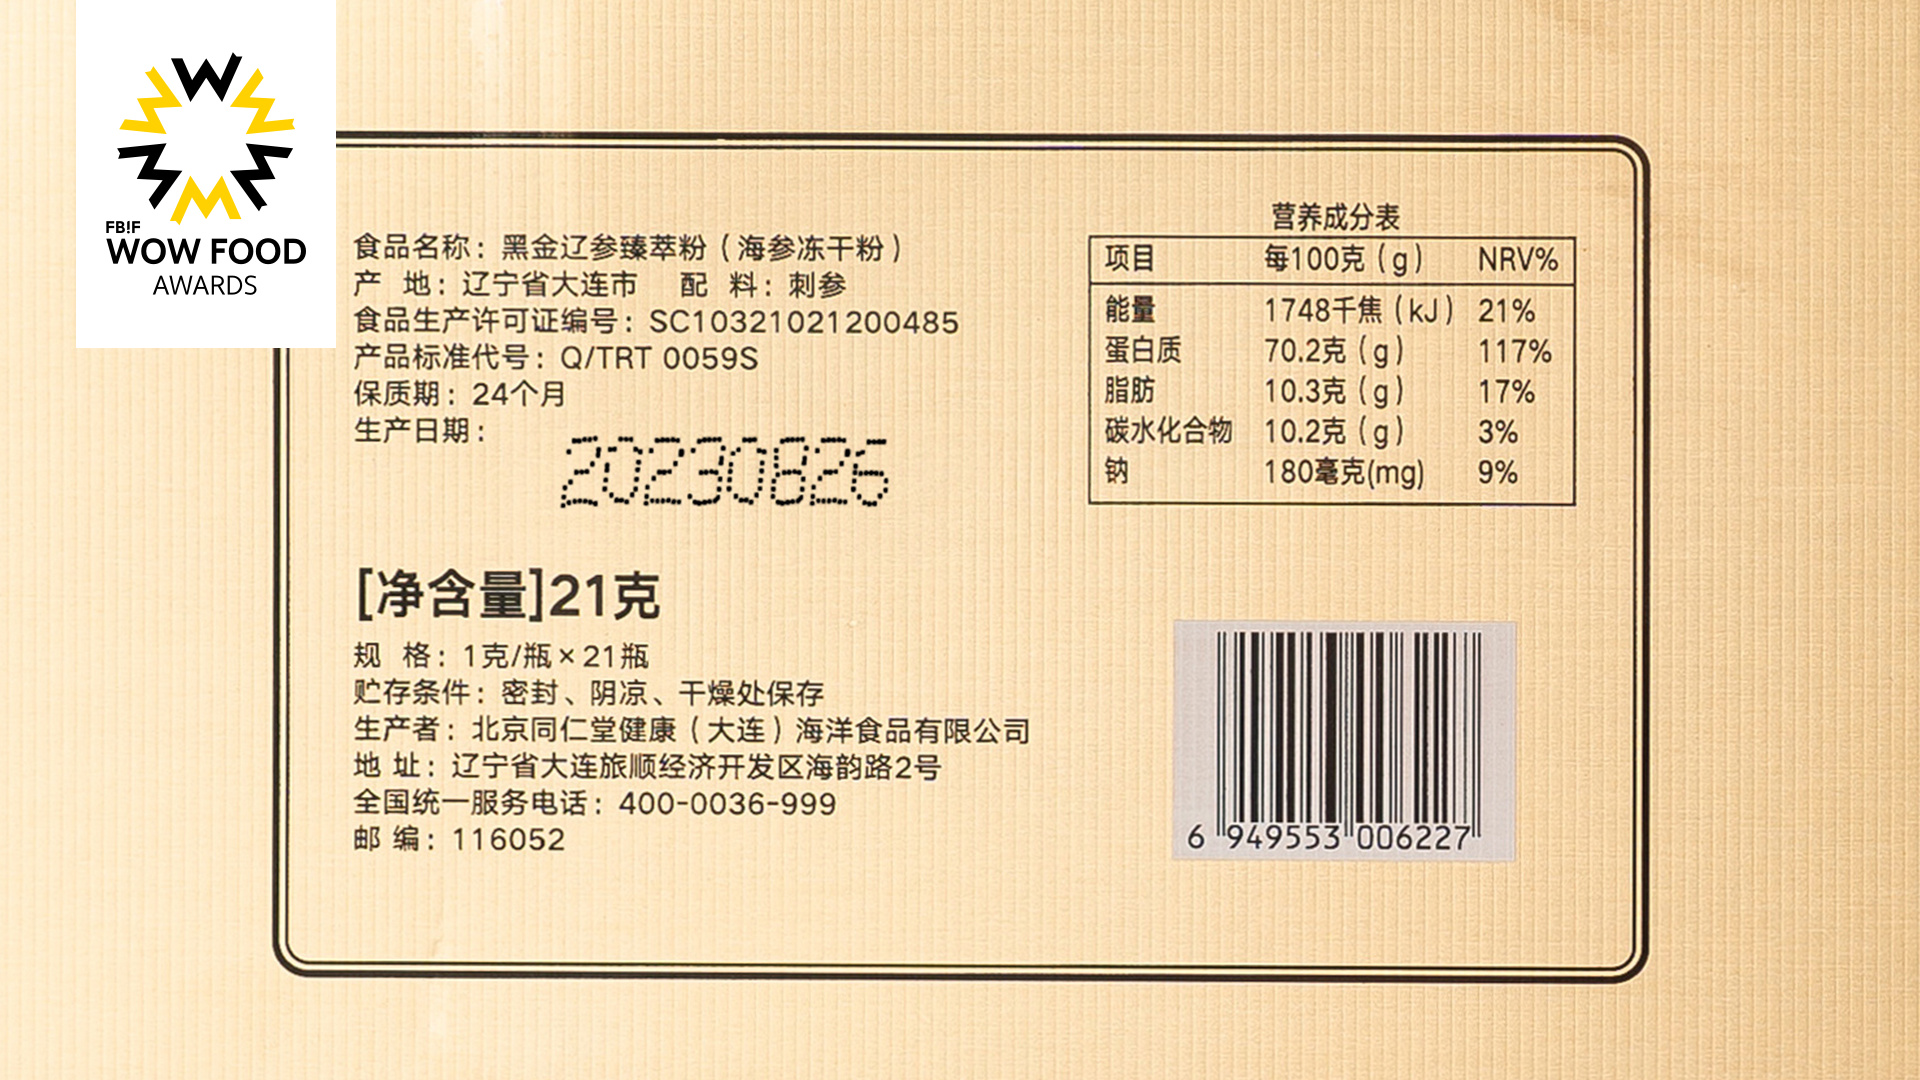 FB!F
WOW FOOD
AWARDS
食品名称：黑金辽参臻萃粉（海参冻干粉）
产 地：辽宁省大连市 配 料：刺参
食品生产许可证编号：SC10321021200485
产品标准代号：Q/TRT 0059S
保质期：24个月
生产日期：
20230826
[净含量]21克
规 格：1克/瓶×21瓶
贮存条件：密封、阴凉、干燥处保存
生产者：北京同仁堂健康（大连）海洋食品有限公司
地 址：辽宁省大连旅顺经济开发区海韵路2号
全国统一服务电话：400-0036-999
邮 编：116052
营养成分表
项目 每100克（g） NRV%
能量 1748千焦（kJ） 21%
蛋白质 70.2克（g） 117%
脂肪 10.3克（g） 17%
碳水化合物 10.2克（g） 3%
钠 180毫克(mg) 9%
6 949553 006227